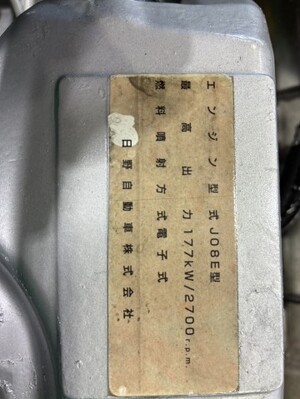 エンジン型式J08E型
最高出力177kW/2700r.p.m.
燃料噴射方式電子式
日野自動車株式会社